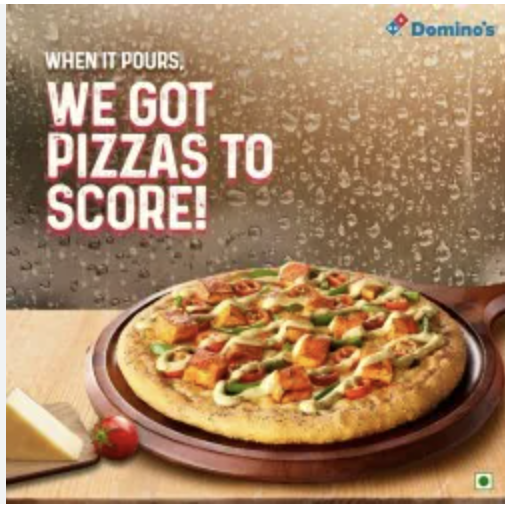 Domino's
WHEN IT POURS,
WE GOT
PIZZAS TO
SCORE!